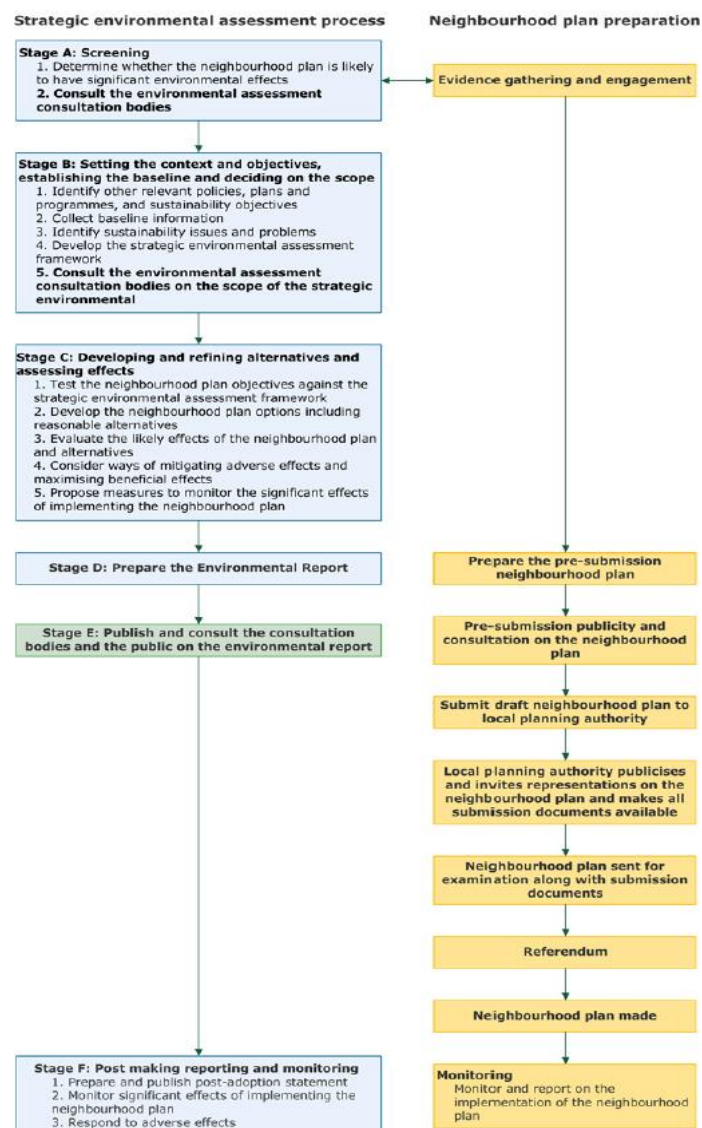 Strategic environmental assessment process
Neighbourhood plan preparation
Stage A: Screening
1. Determine whether the neighbourhood plan is likely
to have significant environmental effects
2. Consult the environmental assessment
consultation bodies
Evidence gathering and engagement
Stage B: Setting the context and objectives,
establishing the baseline and deciding on the scope
1. Identify other relevant policies, plans and
programmes, and sustainability objectives
2. Collect baseline information
3. Identify sustainability issues and problems
4. Develop the strategic environmental assessment
framework
5. Consult the environmental assessment
consultation bodies on the scope of the strategic
environmental
Stage C: Developing and refining alternatives and
assessing effects
1. Test the neighbourhood plan objectives against the
strategic environmental assessment framework
2. Develop the neighbourhood plan options including
reasonable alternatives
3. Evaluate the likely effects of the neighbourhood plan
and alternatives
4. Consider ways of mitigating adverse effects and
maximising beneficial effects
5. Propose measures to monitor the significant effects
of implementing the neighbourhood plan
Stage D: Prepare the Environmental Report
Prepare the pre-submission
neighbourhood plan
Stage E: Publish and consult the consultation
bodies and the public on the environmental report
Pre-submission publicity and
consultation on the neighbourhood
plan
Submit draft neighbourhood plan to
local planning authority
Local planning authority publicises
and invites representations on the
neighbourhood plan and makes all
submission documents available
Neighbourhood plan sent for
examination along with submission
documents
Referendum
Neighbourhood plan made
Stage F: Post making reporting and monitoring
1. Prepare and publish post-adoption statement
2. Monitor significant effects of implementing the
neighbourhood plan
3. Respond to adverse effects
Monitoring
Monitor and report on the
implementation of the neighbourhood
plan